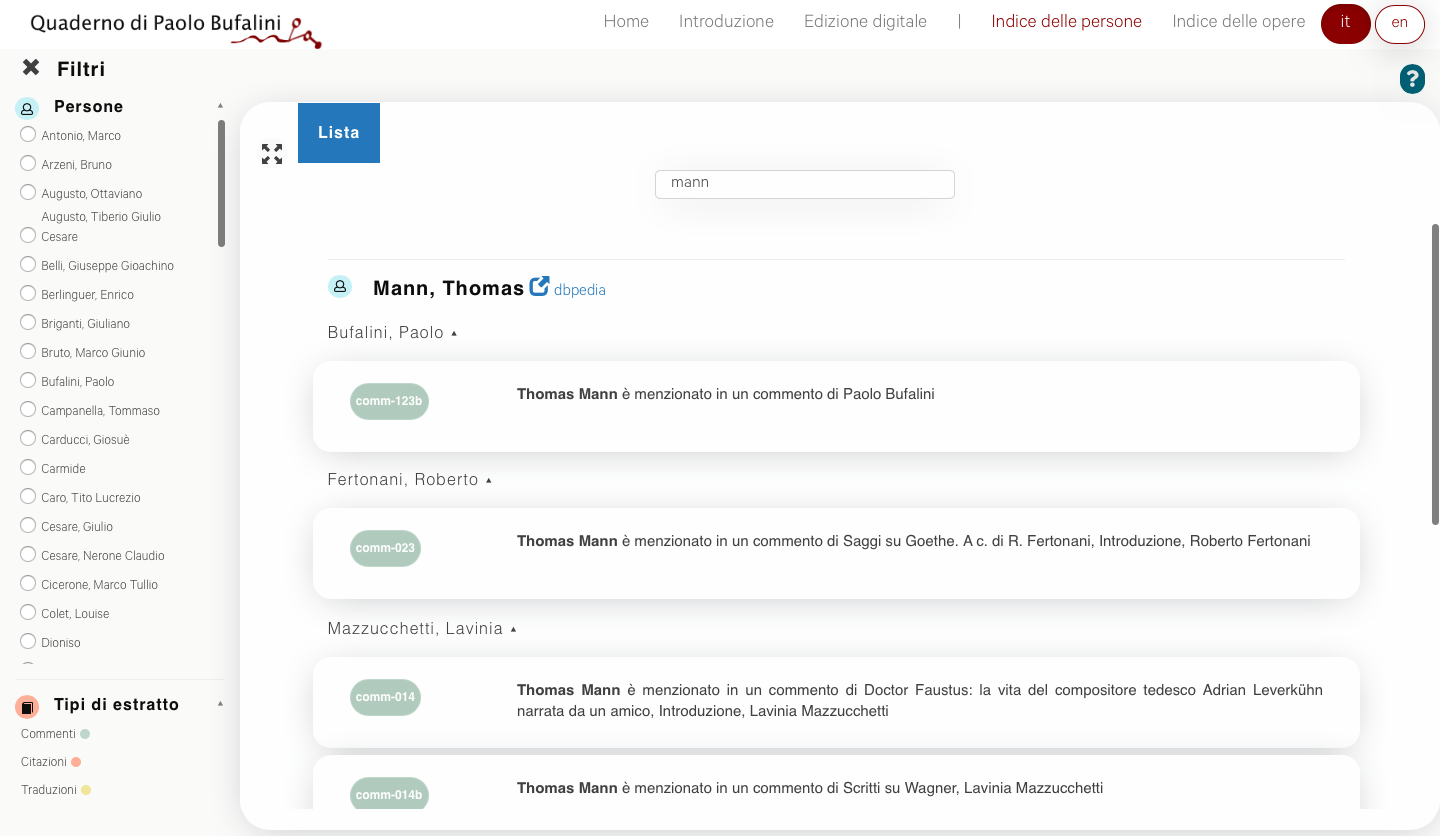 Quaderno di Paolo Bufalini
Home Introduzione Edizione digitale | Indice delle persone Indice delle opere it en
Filtri
?
Persone
Antonio, Marco
Arzeni, Bruno
Augusto, Ottaviano
Augusto, Tiberio Giulio
Cesare
Belli, Giuseppe Gioachino
Berlinguer, Enrico
Briganti, Giuliano
Bruto, Marco Giunio
Bufalini, Paolo
Campanella, Tommaso
Carducci, Giosuè
Carmide
Caro, Tito Lucrezio
Cesare, Giulio
Cesare, Nerone Claudio
Cicerone, Marco Tullio
Colet, Louise
Dioniso
Tipi di estratto
Commenti
Citazioni
Traduzioni
Lista
mann
Mann, Thomas dbpedia
Bufalini, Paolo
comm-123b Thomas Mann è menzionato in un commento di Paolo Bufalini
Fertonani, Roberto
comm-023 Thomas Mann è menzionato in un commento di Saggi su Goethe. A c. di R. Fertonani, Introduzione, Roberto Fertonani
Mazzucchetti, Lavinia
comm-014 Thomas Mann è menzionato in un commento di Doctor Faustus: la vita del compositore tedesco Adrian Leverkühn
narrata da un amico, Introduzione, Lavinia Mazzucchetti
comm-014b Thomas Mann è menzionato in un commento di Scritti su Wagner, Lavinia Mazzucchetti